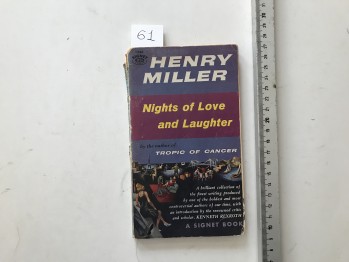 61
HENRY
MILLER
Nights of Love
and Laughter
by the author of
TROPIC OF CANCER
A brilliant collection of
the finest writing produced
by one of the boldest and most
controversial authors of our time, with
an introduction by the renowned critic
and scholar, KENNETH REXROTH
A SIGNET BOOK